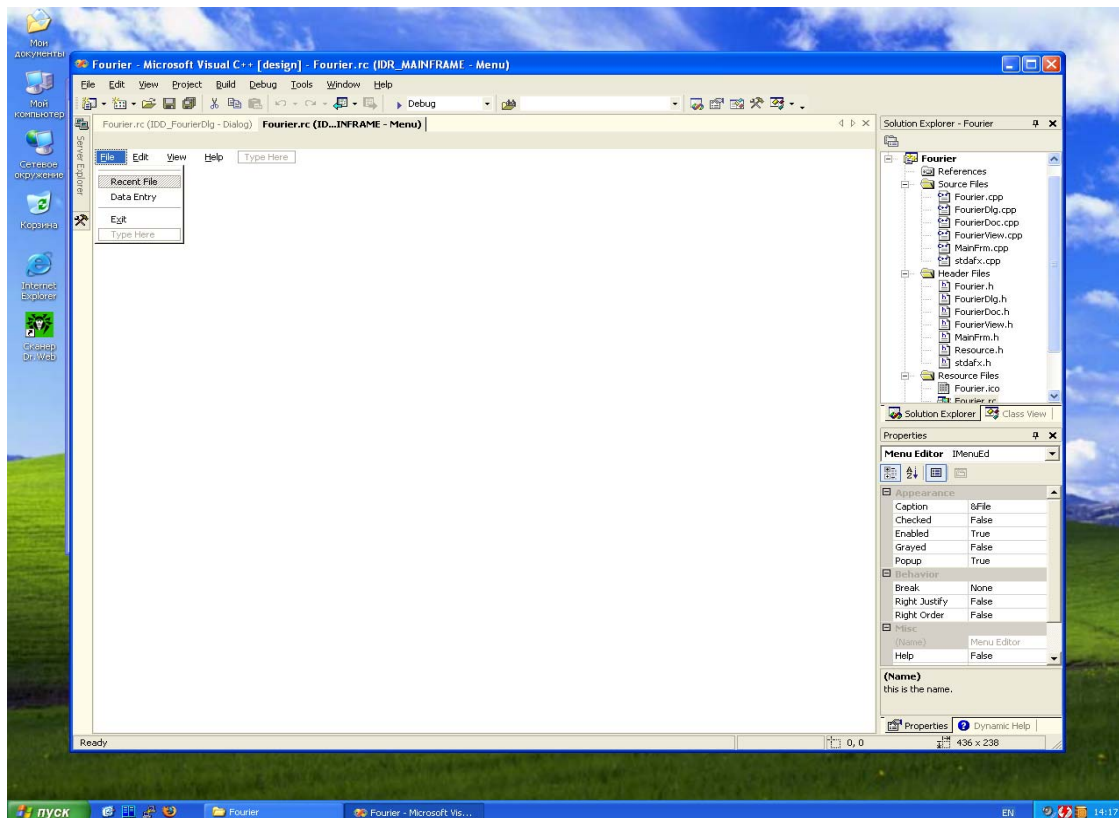 Мои
документы
Мой
компьютер
Сетевое
окружение
Корзина
Internet
Explorer
Сканер
Dr. Web
Fourier - Microsoft Visual C++ [design] - Fourier.rc (IDR_MAINFRAME - Menu)
File Edit View Project Build Debug Tools Window Help
Debug
Server Explorer
Fourier.rc (IDD_FourierDlg - Dialog) Fourier.rc (ID...INFRAME - Menu)
File Edit View Help Type Here
Recent File
Data Entry
Exit
Type Here
Solution Explorer - Fourier
Fourier
References
Source Files
Fourier.cpp
FourierDlg.cpp
FourierDoc.cpp
FourierView.cpp
MainFrm.cpp
stdafx.cpp
Header Files
Fourier.h
FourierDlg.h
FourierDoc.h
FourierView.h
MainFrm.h
Resource.h
stdafx.h
Resource Files
Fourier.ico
Fourier.rc
Solution Explorer Class View
Properties
Menu Editor IMenuEd
Appearance
Caption &File
Checked False
Enabled True
Grayed False
Popup True
Behavior
Break None
Right Justify False
Right Order False
Misc
(Name) Menu Editor
Help False
(Name)
this is the name.
Properties Dynamic Help
Ready 0, 0 436 x 238
пуск Fourier Fourier - Microsoft Vis... EN 14:17